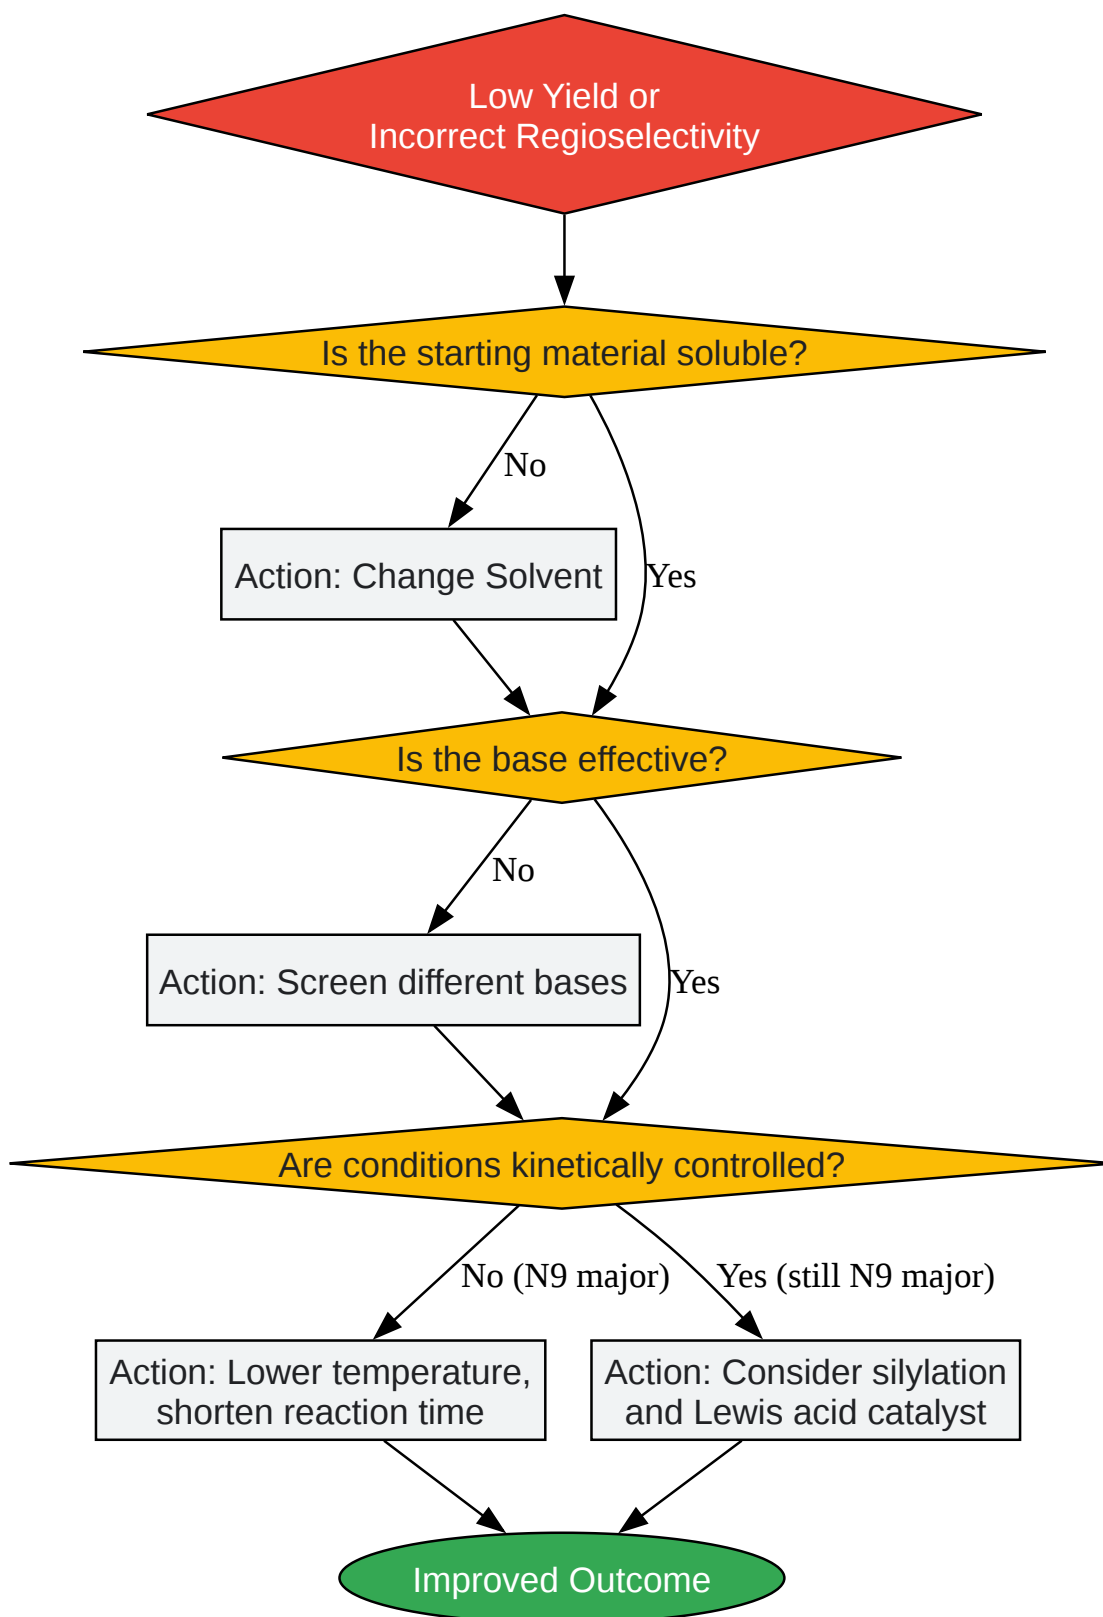 Low Yield or
Incorrect Regioselectivity
Is the starting material soluble?
No
Action: Change Solvent
Yes
Is the base effective?
No
Action: Screen different bases
Yes
Are conditions kinetically controlled?
No (N9 major)
Yes (still N9 major)
Action: Lower temperature,
shorten reaction time
Action: Consider silylation
and Lewis acid catalyst
Improved Outcome